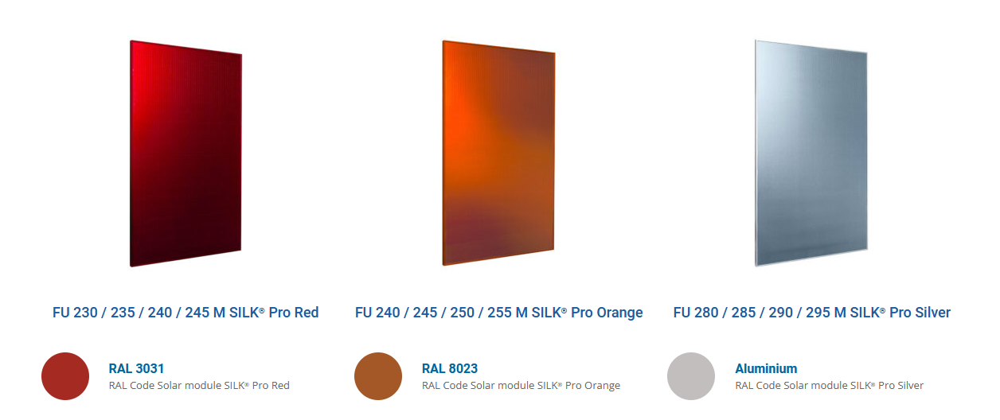 FU 230 / 235 / 240 / 245 M SILK® Pro Red
FU 240 / 245 / 250 / 255 M SILK® Pro Orange
FU 280 / 285 / 290 / 295 M SILK® Pro Silver
RAL 3031
RAL Code Solar module SILK® Pro Red
RAL 8023
RAL Code Solar module SILK® Pro Orange
Aluminium
RAL Code Solar module SILK® Pro Silver